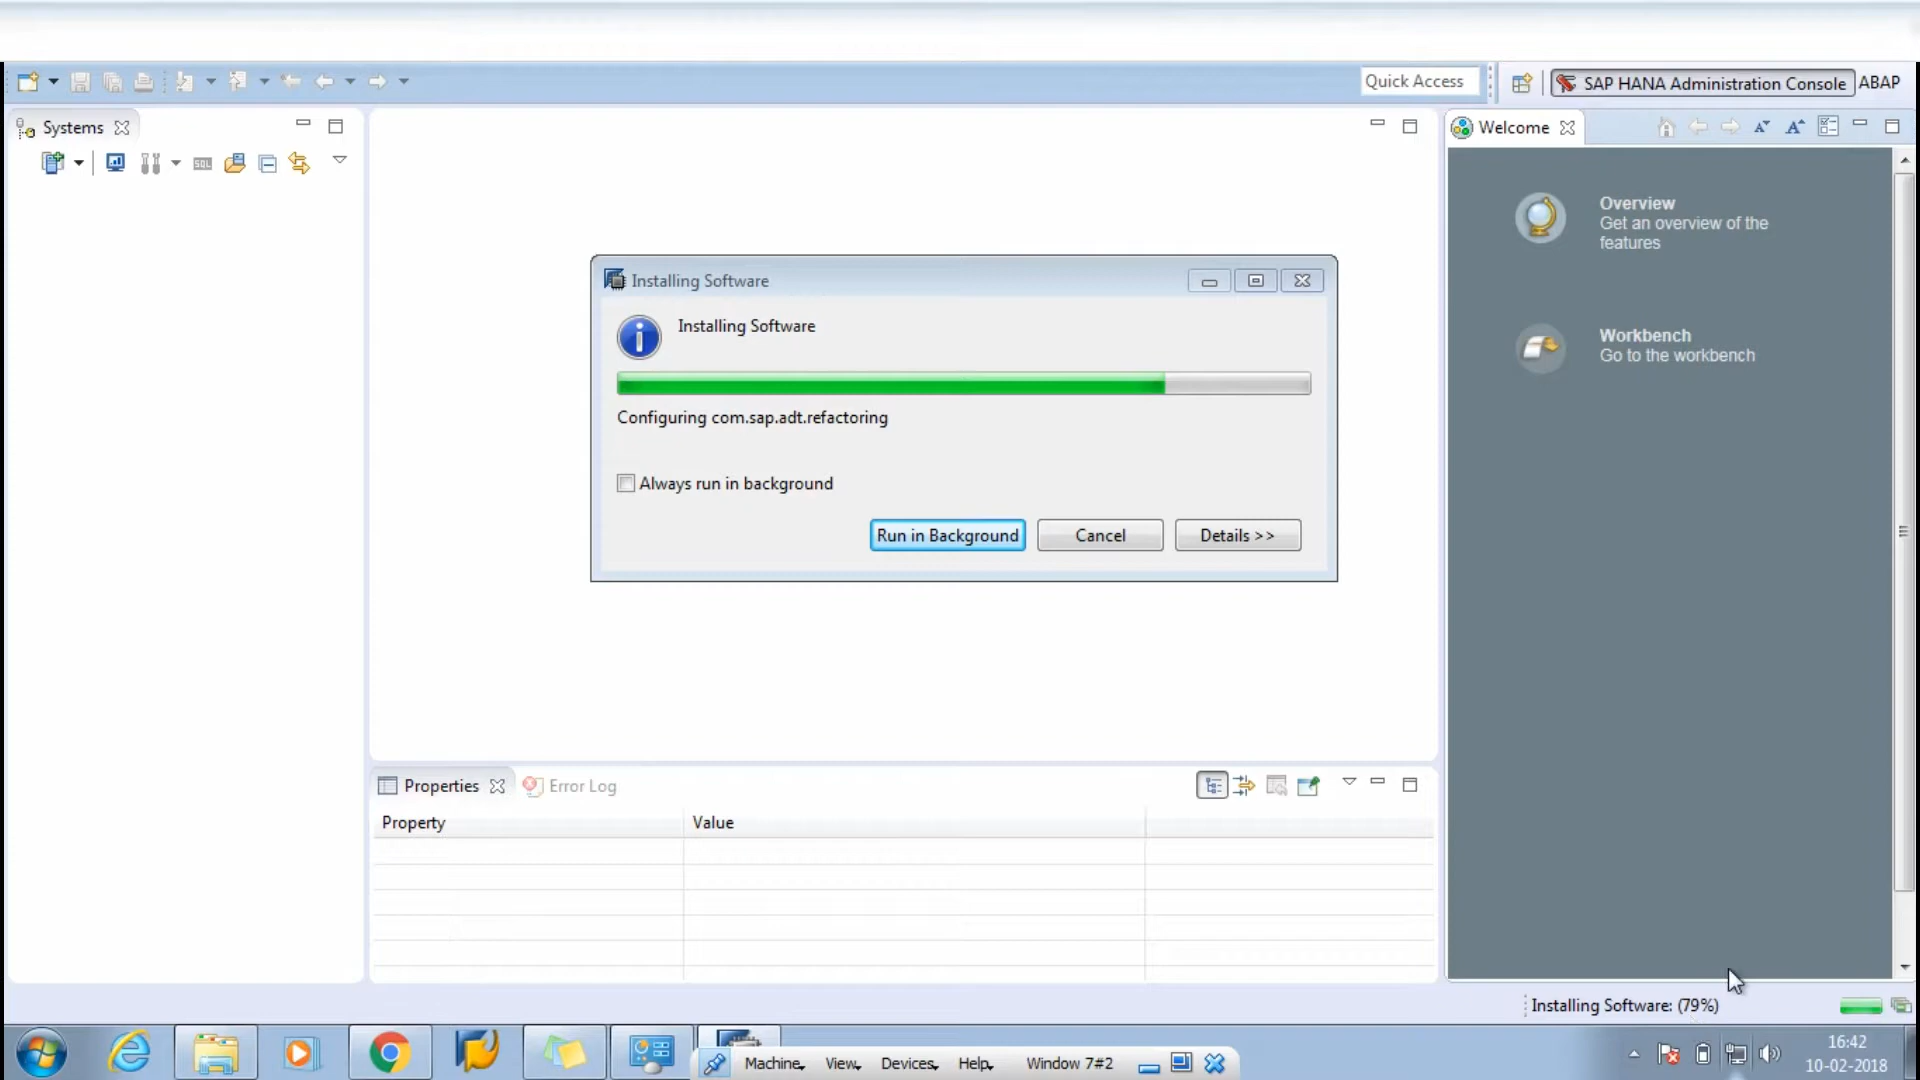 Quick Access
SAP HANA Administration Console
ABAP
Systems
SQL
Welcome
A
A
Overview
Get an overview of the
features
Workbench
Go to the workbench
Installing Software
Installing Software
Configuring com.sap.adt.refactoring
Always run in background
Run in Background
Cancel
Details >>
Properties
Error Log
Property
Value
Installing Software: (79%)
Machine
View
Devices
Help
Window 7#2
16:42
10-02-2018